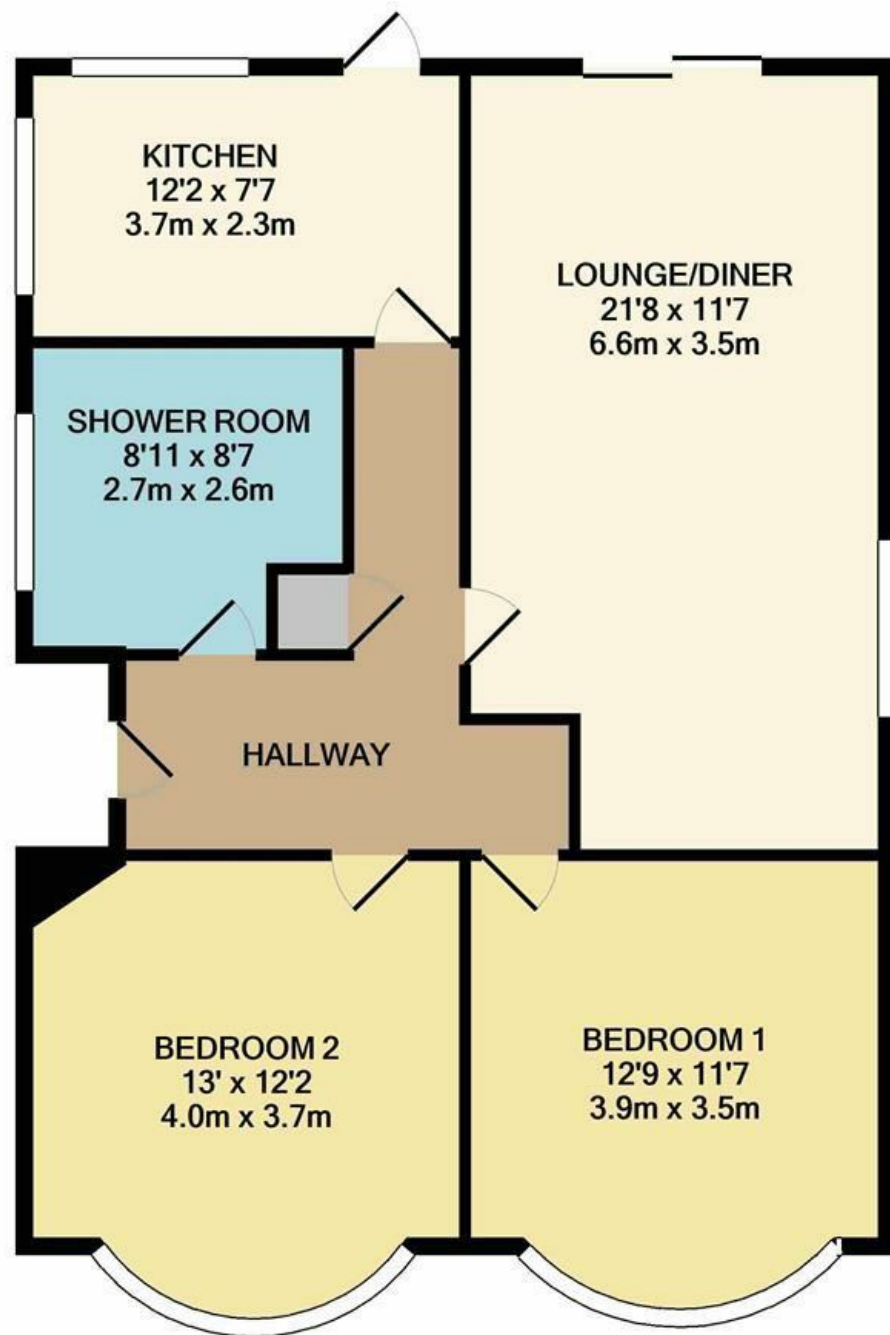 KITCHEN
12'2 x 7'7
3.7m x 2.3m
LOUNGE/DINER
21'8 x 11'7
6.6m x 3.5m
SHOWER ROOM
8'11 x 8'7
2.7m x 2.6m
HALLWAY
BEDROOM 2
13' x 12'2
4.0m x 3.7m
BEDROOM 1
12'9 x 11'7
3.9m x 3.5m